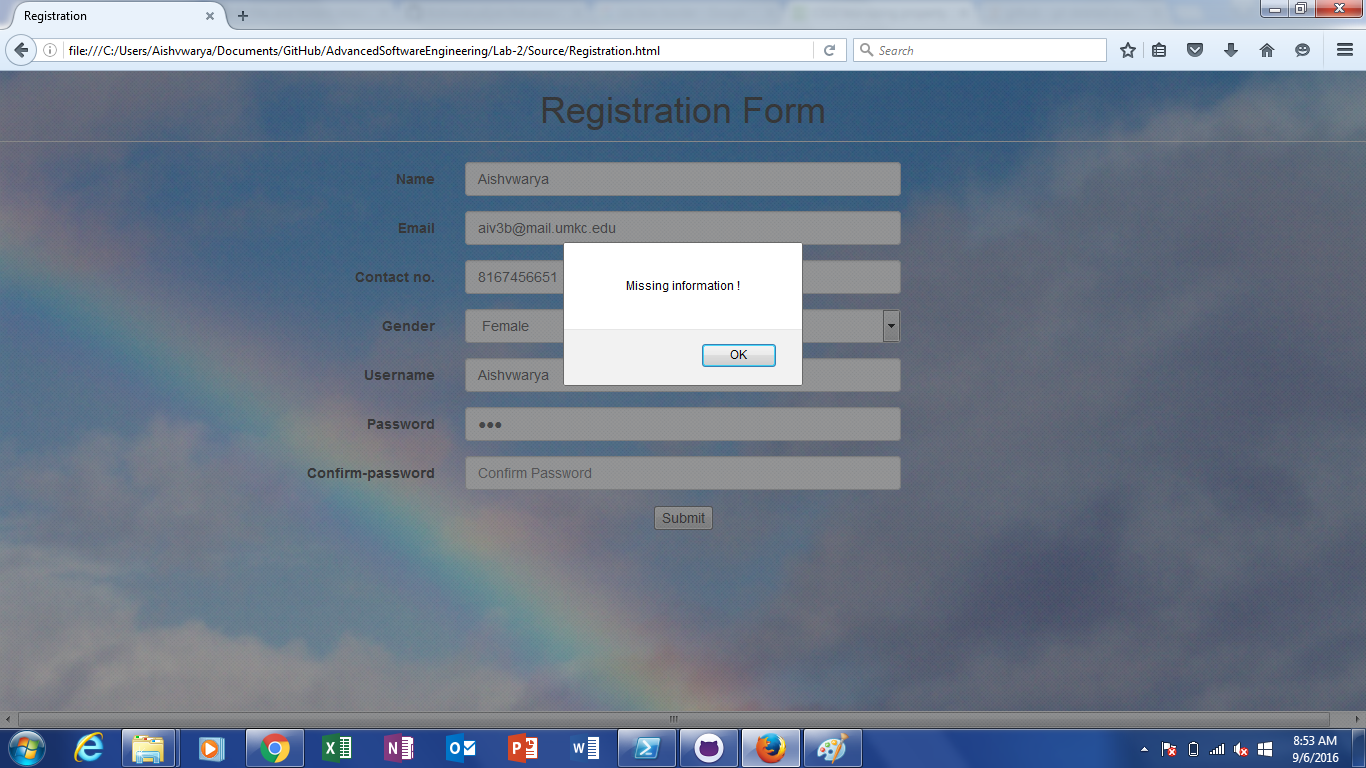 Registration
file:///C:/Users/Aishvwarya/Documents/GitHub/AdvancedSoftwareEngineering/Lab-2/Source/Registration.html
Search
Registration Form
Name Aishvwarya
Email aiv3b@mail.umkc.edu
Contact no. 8167456651
Missing information !
Gender Female
OK
Username Aishvwarya
Password ●●●
Confirm-password Confirm Password
Submit
8:53 AM
9/6/2016